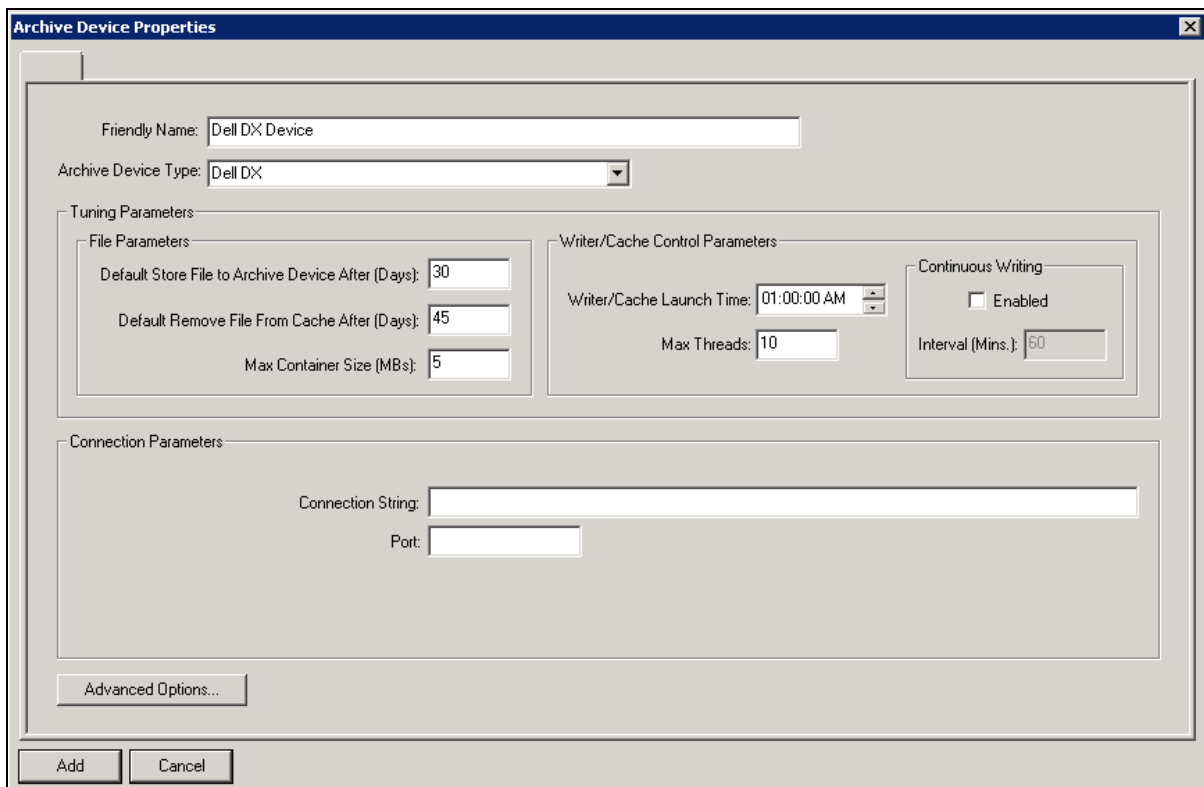 Archive Device Properties
Friendly Name: Dell DX Device
Archive Device Type: Dell DX
Tuning Parameters
File Parameters
Default Store File to Archive Device After (Days): 30
Default Remove File From Cache After (Days): 45
Max Container Size (MBs): 5
Writer/Cache Control Parameters
Writer/Cache Launch Time: 01:00:00 AM
Max Threads: 10
Continuous Writing
Enabled
Interval (Mins.): 60
Connection Parameters
Connection String:
Port:
Advanced Options...
Add Cancel